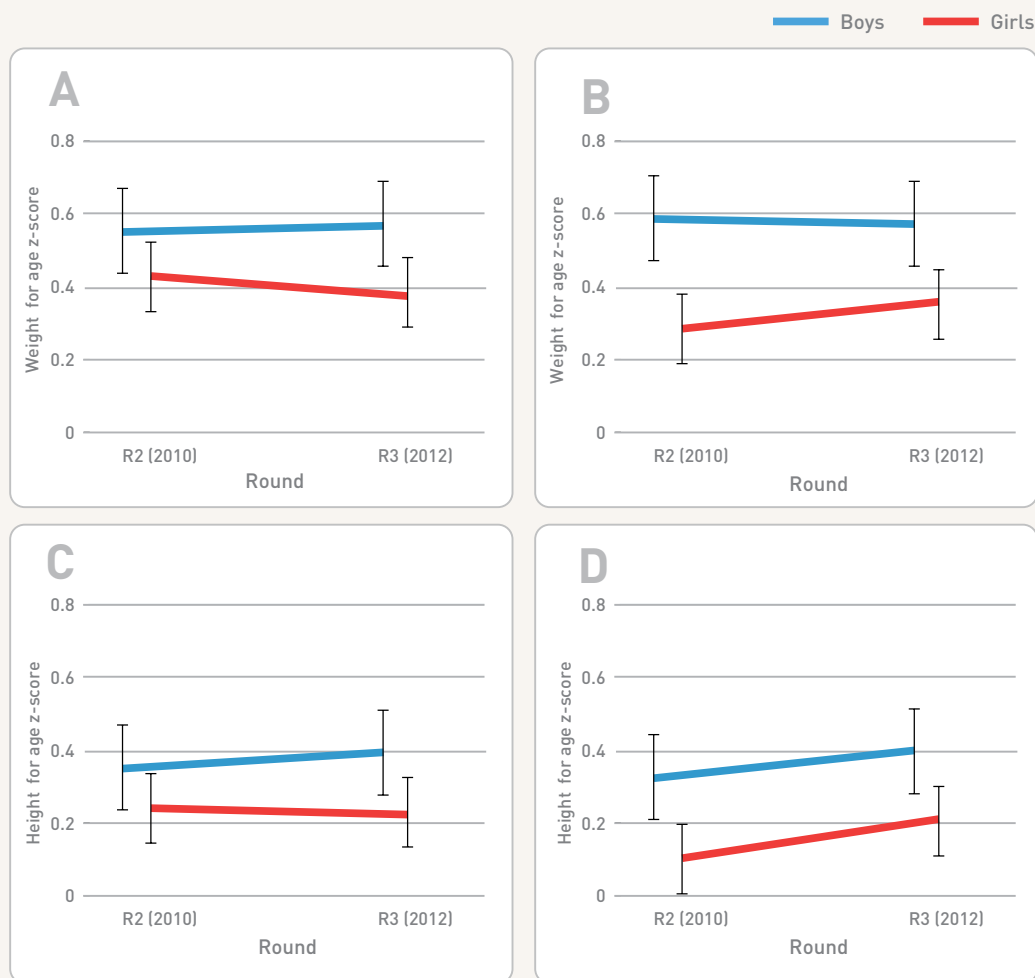 Boys Girls
A
0.8
0.6
0.4
0.2
0
Weight for age z-score
R2 (2010) R3 (2012)
Round
B
0.8
0.6
0.4
0.2
0
Weight for age z-score
R2 (2010) R3 (2012)
Round
C
0.8
0.6
0.4
0.2
0
Height for age z-score
R2 (2010) R3 (2012)
Round
D
0.8
0.6
0.4
0.2
0
Height for age z-score
R2 (2010) R3 (2012)
Round